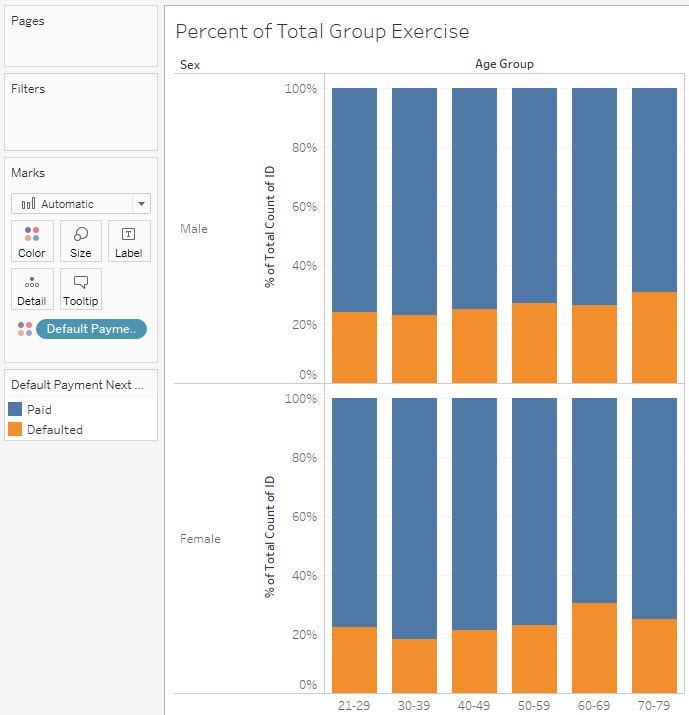 Pages
Filters
Marks
Automatic
Color
Size
Label
Detail
Tooltip
Default Payme..
Default Payment Next ...
Paid
Defaulted
Percent of Total Group Exercise
Sex
Age Group
Male
% of Total Count of ID
100%
80%
60%
40%
20%
0%
Female
% of Total Count of ID
100%
80%
60%
40%
20%
0%
21-29 30-39 40-49 50-59 60-69 70-79